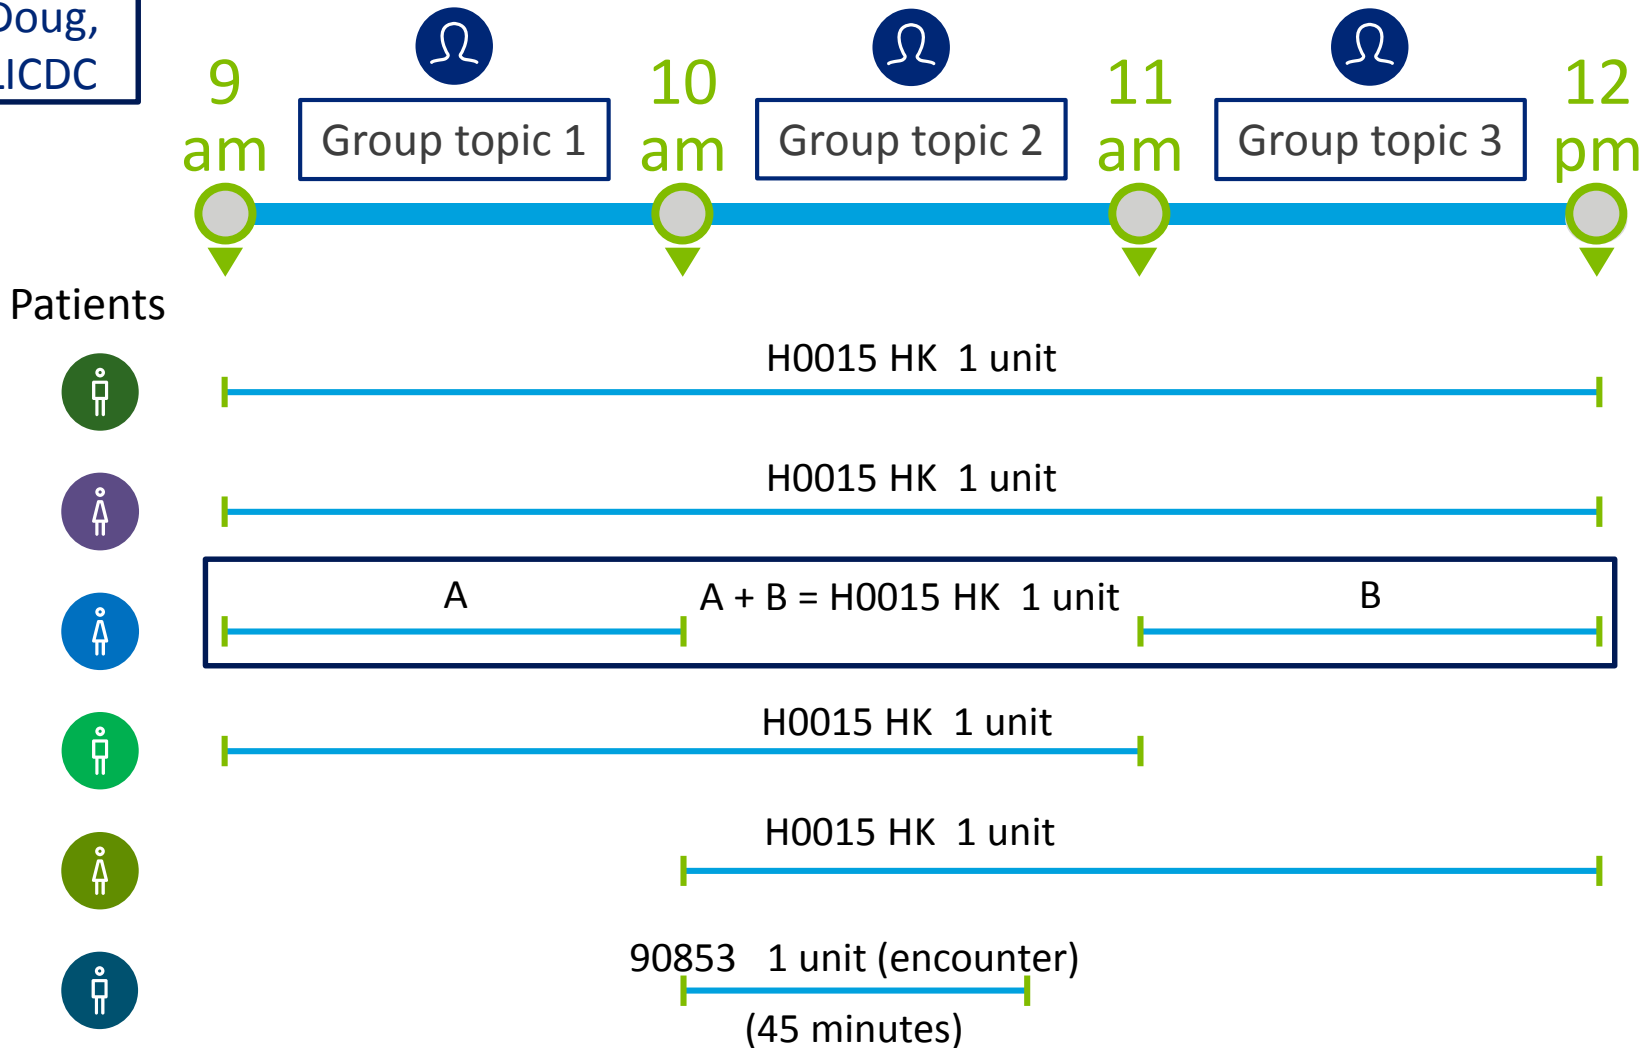 Doug,
LICDC
9 am
10 am
11 am
12 pm
Group topic 1
Group topic 2
Group topic 3
Patients
H0015 HK  1 unit
H0015 HK  1 unit
A
A + B = H0015 HK  1 unit
B
H0015 HK  1 unit
H0015 HK  1 unit
90853   1 unit (encounter)
(45 minutes)